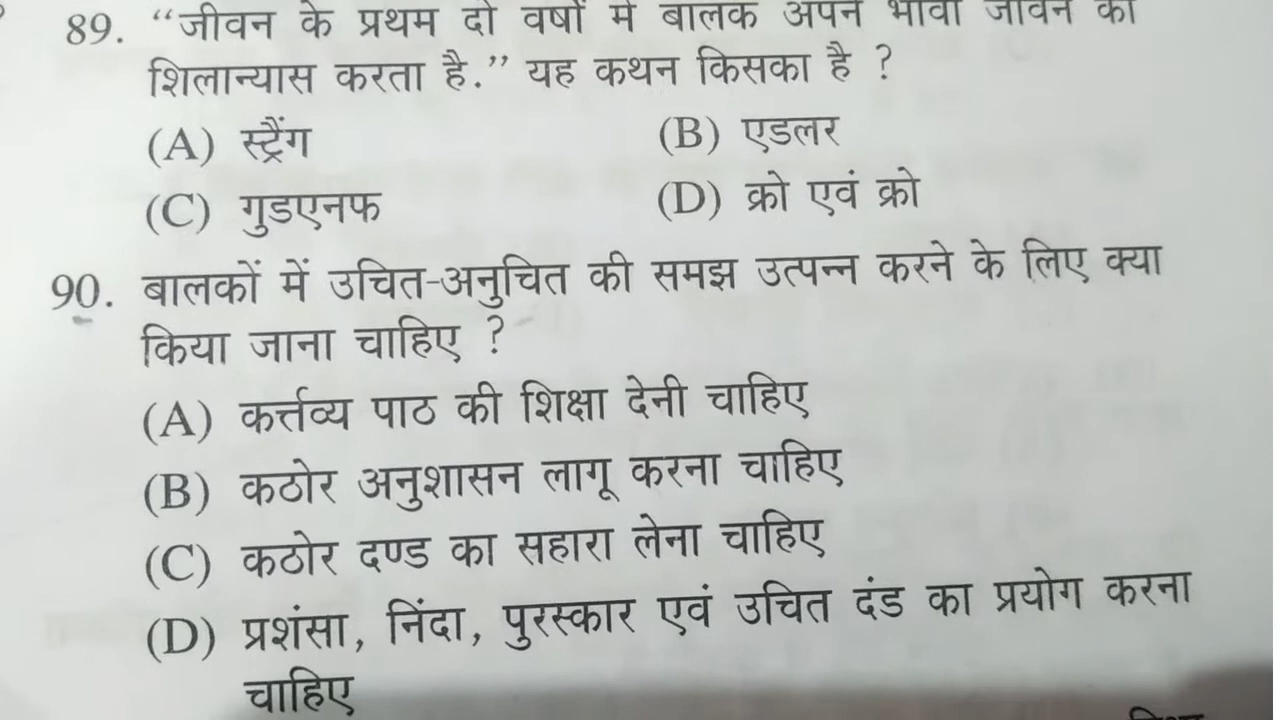 89. “जीवन के प्रथम दो वर्षों में बालक अपने भावी जीवन का
शिलान्यास करता है.” यह कथन किसका है ?
(A) स्ट्रैंग (B) एडलर
(C) गुडएनफ (D) क्रो एवं क्रो
90. बालकों में उचित-अनुचित की समझ उत्पन्न करने के लिए क्या
किया जाना चाहिए ?
(A) कर्त्तव्य पाठ की शिक्षा देनी चाहिए
(B) कठोर अनुशासन लागू करना चाहिए
(C) कठोर दण्ड का सहारा लेना चाहिए
(D) प्रशंसा, निंदा, पुरस्कार एवं उचित दंड का प्रयोग करना
चाहिए